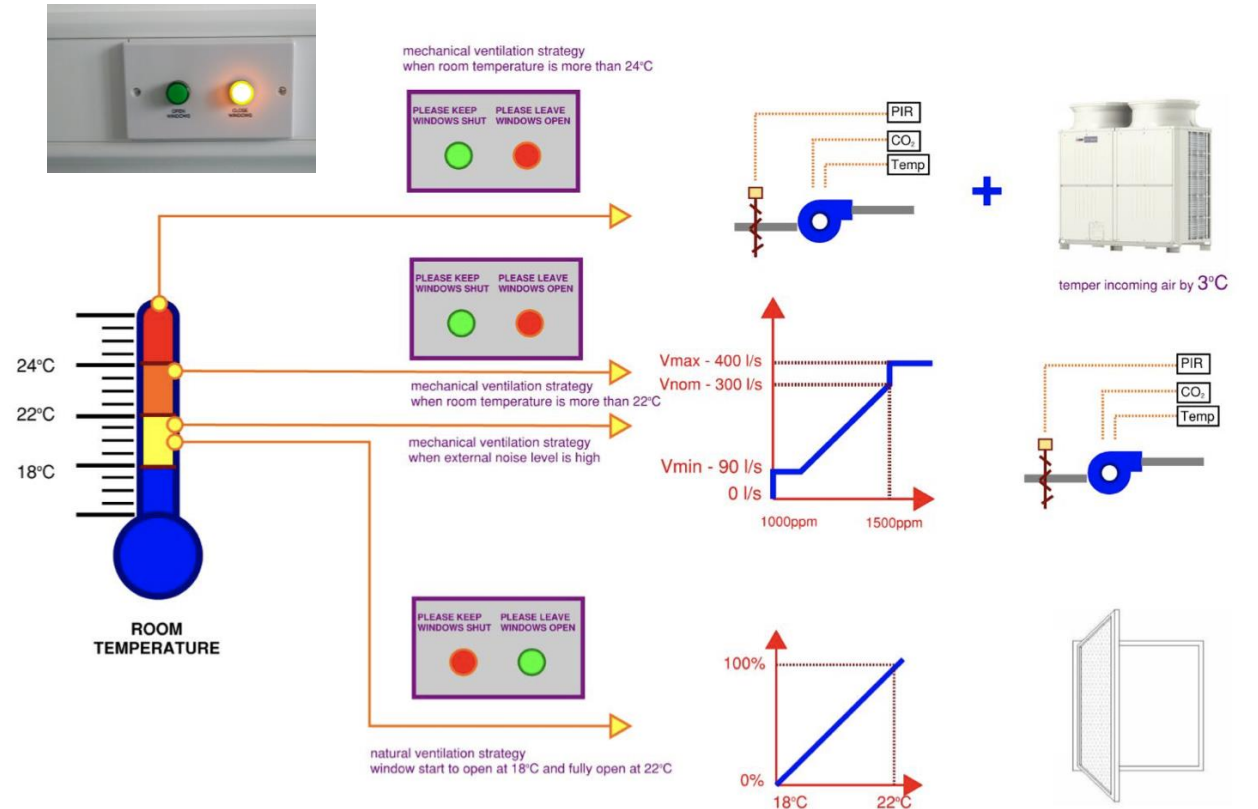 OPEN
WINDOWS
CLOSE
WINDOWS
mechanical ventilation strategy
when room temperature is more than 24°C
PLEASE KEEP
WINDOWS SHUT
PLEASE LEAVE
WINDOWS OPEN
PIR
CO₂
Temp
+
temper incoming air by 3°C
PLEASE KEEP
WINDOWS SHUT
PLEASE LEAVE
WINDOWS OPEN
mechanical ventilation strategy
when room temperature is more than 22°C
mechanical ventilation strategy
when external noise level is high
24°C
22°C
18°C
ROOM
TEMPERATURE
Vmax - 400 l/s
Vnom - 300 l/s
Vmin - 90 l/s
0 l/s
1000ppm
1500ppm
PIR
CO₂
Temp
PLEASE KEEP
WINDOWS SHUT
PLEASE LEAVE
WINDOWS OPEN
natural ventilation strategy
window start to open at 18°C and fully open at 22°C
100%
0%
18°C
22°C